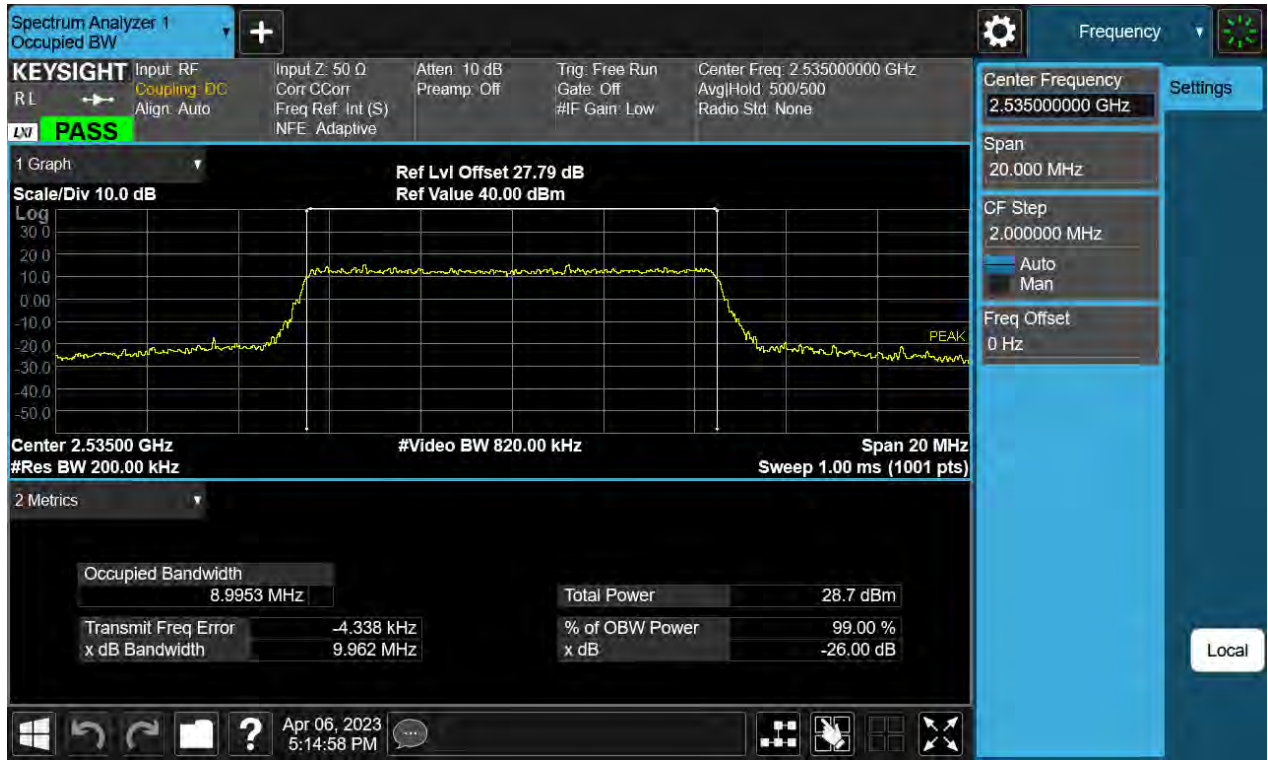 Spectrum Analyzer 1
Occupied BW
Frequency
KEYSIGHT
RL
LXI
PASS
Input: RF
Coupling: DC
Align: Auto
Input Z: 50 Ω
Corr CCorr
Freq Ref: Int (S)
NFE: Adaptive
Atten: 10 dB
Preamp: Off
Trig: Free Run
Gate: Off
#IF Gain: Low
Center Freq: 2.535000000 GHz
Avg|Hold: 500/500
Radio Std: None
Center Frequency
2.535000000 GHz
Settings
Span
20.000 MHz
CF Step
2.000000 MHz
Auto
Man
Freq Offset
0 Hz
Local
1 Graph
Scale/Div 10.0 dB
Ref Lvl Offset 27.79 dB
Ref Value 40.00 dBm
Log
30.0
20.0
10.0
0.00
-10.0
-20.0
-30.0
-40.0
-50.0
PEAK
Center 2.53500 GHz
#Video BW 820.00 kHz
Span 20 MHz
#Res BW 200.00 kHz
Sweep 1.00 ms (1001 pts)
2 Metrics
Occupied Bandwidth
8.9953 MHz
Total Power 28.7 dBm
Transmit Freq Error -4.338 kHz
% of OBW Power 99.00 %
x dB Bandwidth 9.962 MHz
x dB -26.00 dB
?
Apr 06, 2023
5:14:58 PM